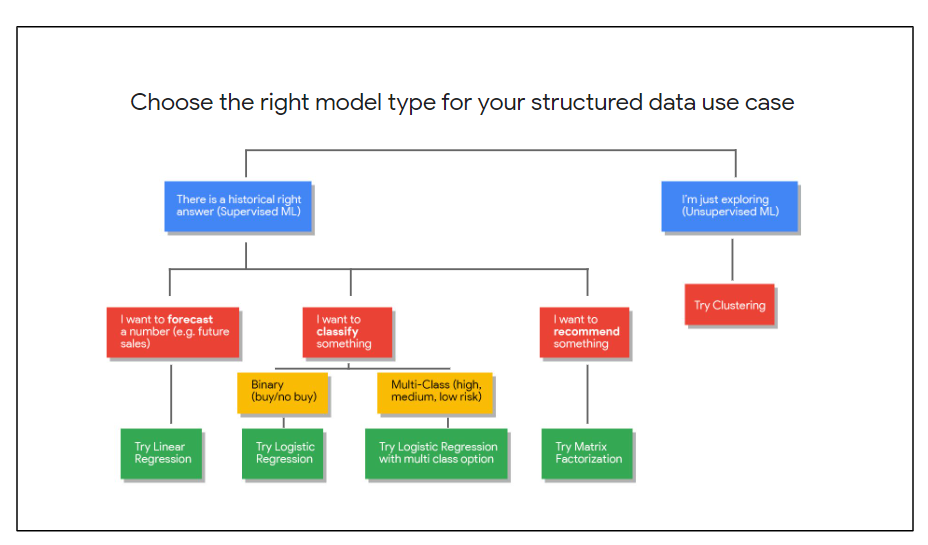 Choose the right model type for your structured data use case
There is a historical right
answer (Supervised ML)
I'm just exploring
(Unsupervised ML)
I want to forecast
a number (e.g. future
sales)
I want to
classify
something
I want to
recommend
something
Try Clustering
Binary
(buy/no buy)
Multi-Class (high,
medium, low risk)
Try Linear
Regression
Try Logistic
Regression
Try Logistic Regression
with multi class option
Try Matrix
Factorization